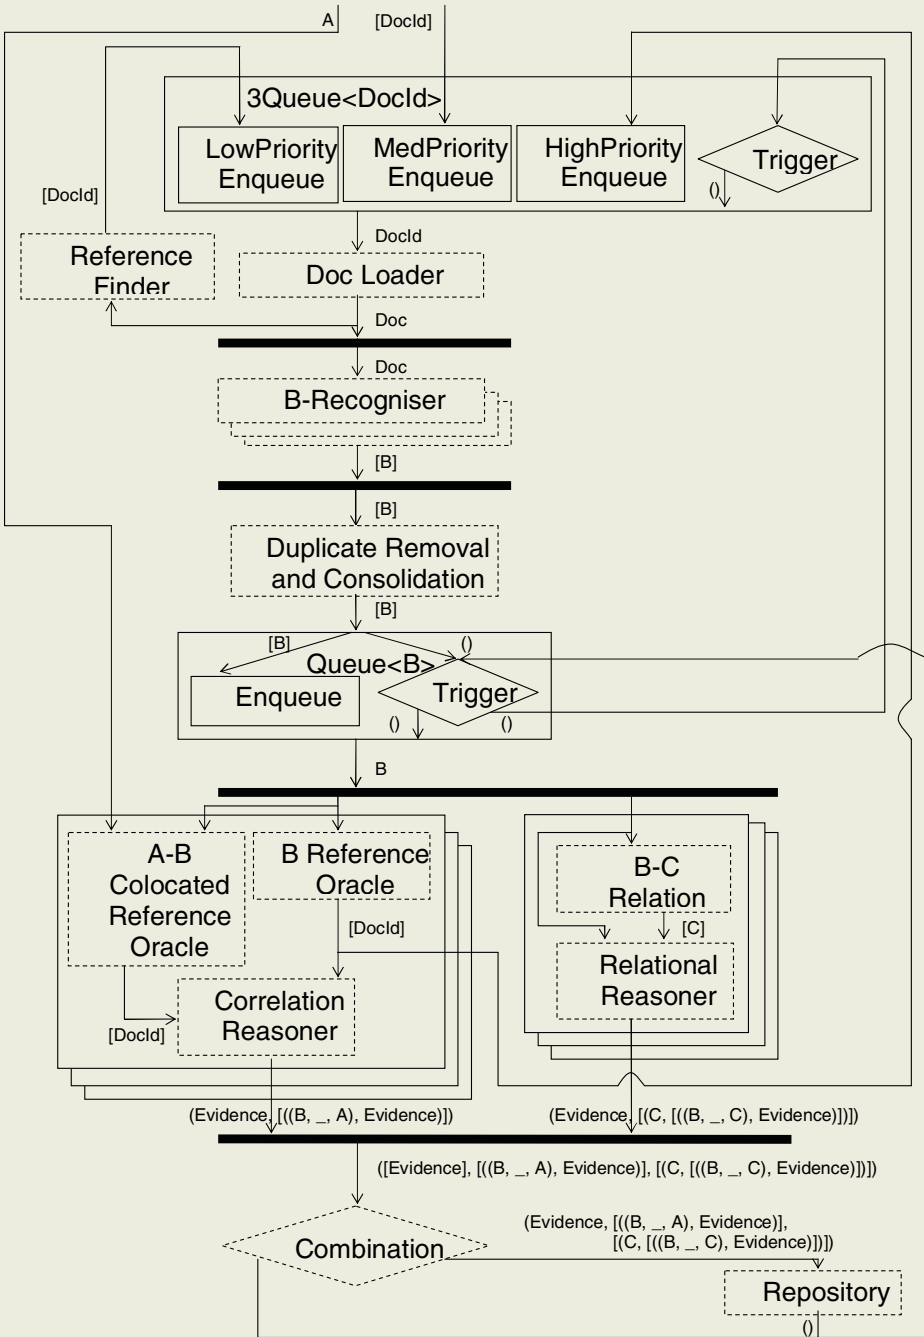 A
[DocId]
3Queue<DocId>
LowPriority
Enqueue
MedPriority
Enqueue
HighPriority
Enqueue
Trigger
()
[DocId]
DocId
Reference
Finder
Doc Loader
Doc
Doc
B-Recogniser
[B]
[B]
Duplicate Removal
and Consolidation
[B]
[B]
()
Queue<B>
Enqueue
Trigger
()
()
B
A-B
Colocated
Reference
Oracle
B Reference
Oracle
B-C
Relation
[DocId]
[C]
Relational
Reasoner
Correlation
Reasoner
[DocId]
(Evidence, [((B, _, A), Evidence)])
(Evidence, [(C, [((B, _, C), Evidence)])])
([Evidence], [((B, _, A), Evidence)], [(C, [((B, _, C), Evidence)])])
(Evidence, [((B, _, A), Evidence)],
[(C, [((B, _, C), Evidence)])])
Combination
Repository
()